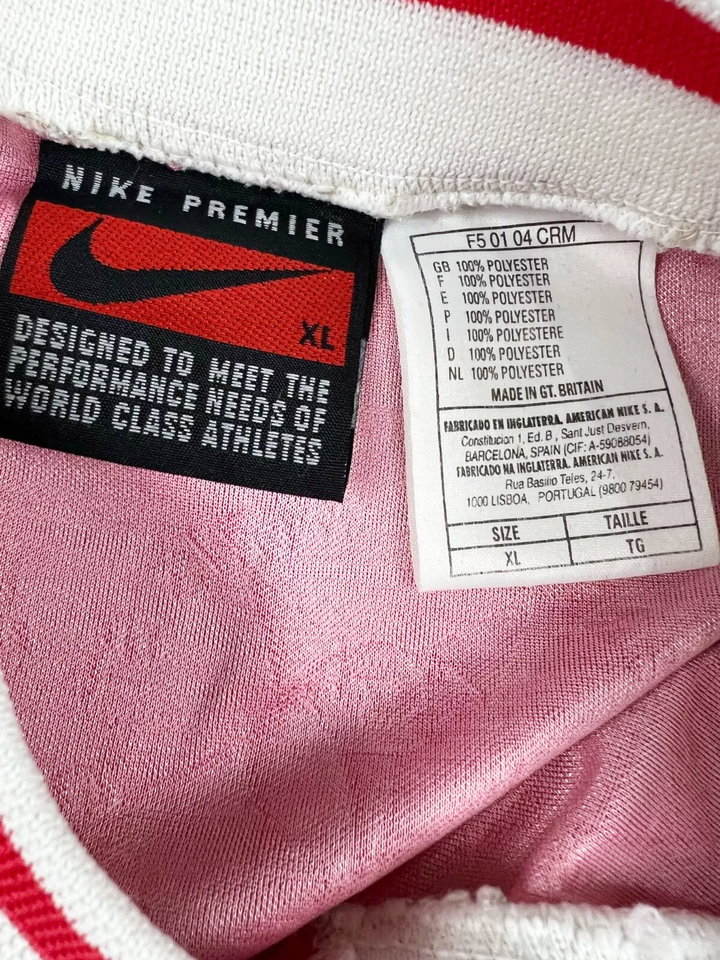 NIKE PREMIER
XL
DESIGNED TO MEET THE
PERFORMANCE NEEDS OF
WORLD CLASS ATHLETES
F5 01 04 CRM
GB 100% POLYESTER
F 100% POLYESTER
E 100% POLYESTER
P 100% POLYESTER
I 100% POLYESTERE
D 100% POLYESTER
NL 100% POLYESTER
MADE IN GT. BRITAIN
FABRICADO EN INGLATERRA. AMERICAN NIKE S. A.
Constitucion 1, Ed. B, Sant Just Desvern,
BARCELONA, SPAIN (CIF: A-59088054)
FABRICADO NA INGLATERRA. AMERICAN NIKE S. A.
Rua Basilio Teles, 24-7,
1000 LISBOA, PORTUGAL (9800 79454)
SIZE TAILLE
XL TG